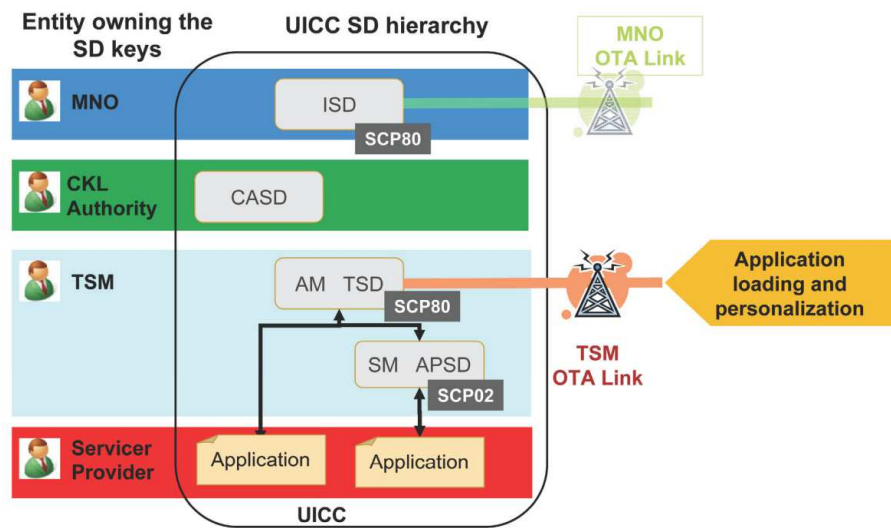 Entity owning the
SD keys
UICC SD hierarchy
MNO
OTA Link
MNO
ISD
SCP80
CKL
Authority
CASD
TSM
AM TSD
SCP80
Application
loading and
personalization
SM APSD
SCP02
TSM
OTA Link
Servicer
Provider
Application
Application
UICC